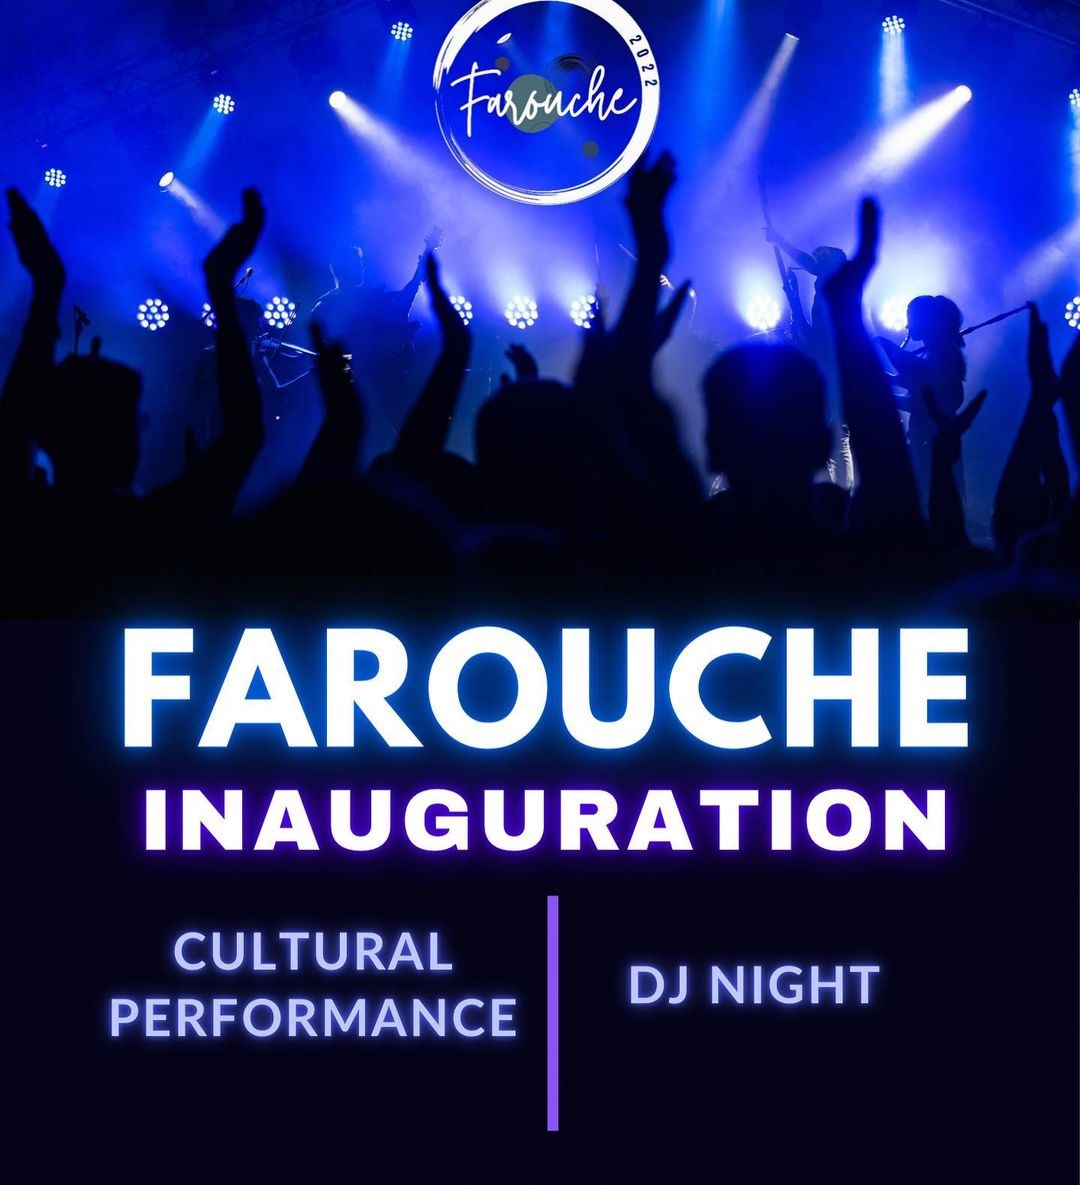 Farouche
2022
FAROUCHE
INAUGURATION
CULTURAL
PERFORMANCE
DJ NIGHT